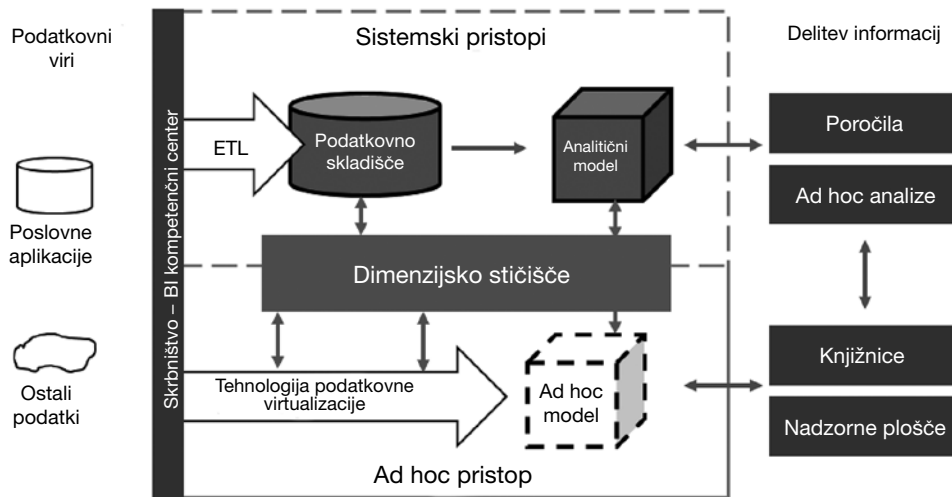 Podatkovni
viri
Poslovne
aplikacije
Ostali
podatki
Skrbništvo – BI kompetenčni center
Sistemski pristopi
ETL
Podatkovno
skladišče
Analitični
model
Dimenzijsko stičišče
Tehnologija podatkovne
virtualizacije
Ad hoc
model
Ad hoc pristop
Delitev informacij
Poročila
Ad hoc analize
Knjižnice
Nadzorne plošče